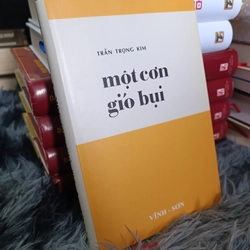 TRẦN TRỌNG KIM
một cơn
gió bụi
VĨNH - SƠN